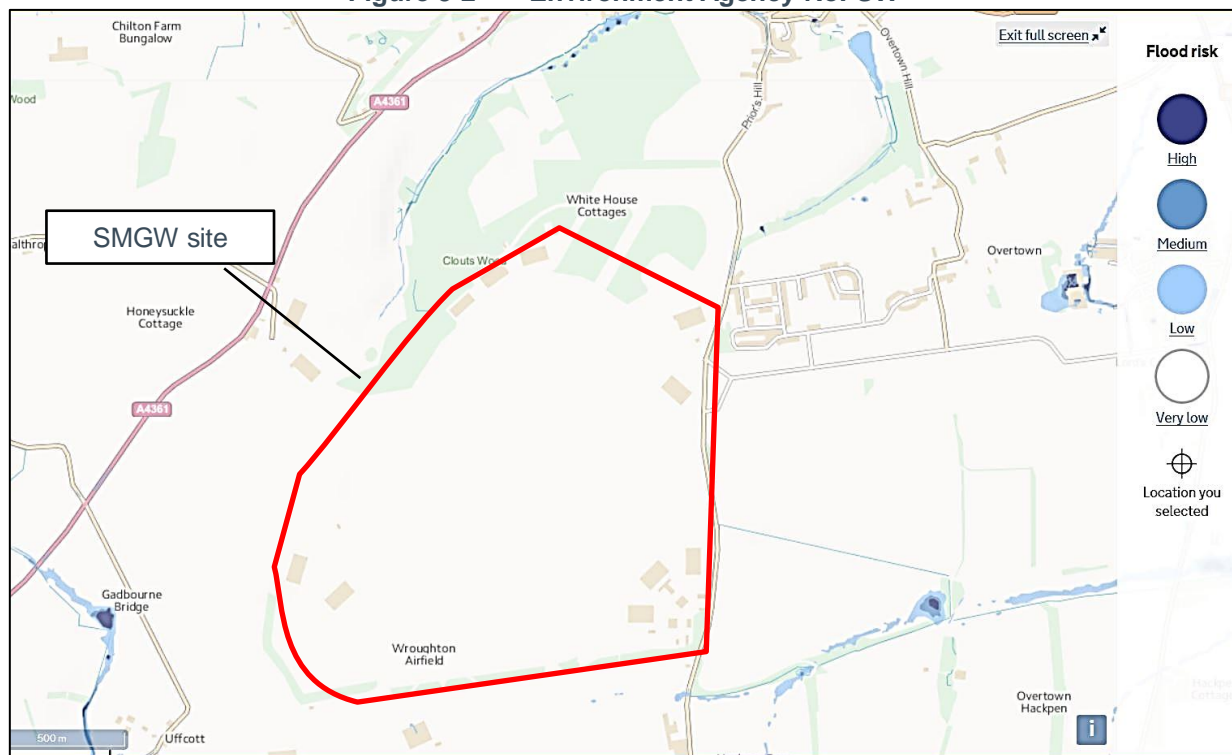 Chilton Farm
Bungalow
Exit full screen
Flood risk
Wood
A4361
Prior's Hill
Overtown Hill
High
White House
Cottages
SMGW site
Medium
Overtown
Clouts Wood
Honeysuckle
Cottage
Low
A4361
Very low
Location you
selected
Gadbourne
Bridge
Wroughton
Airfield
Overtown
Hackpen
500 m
Uffcott
i